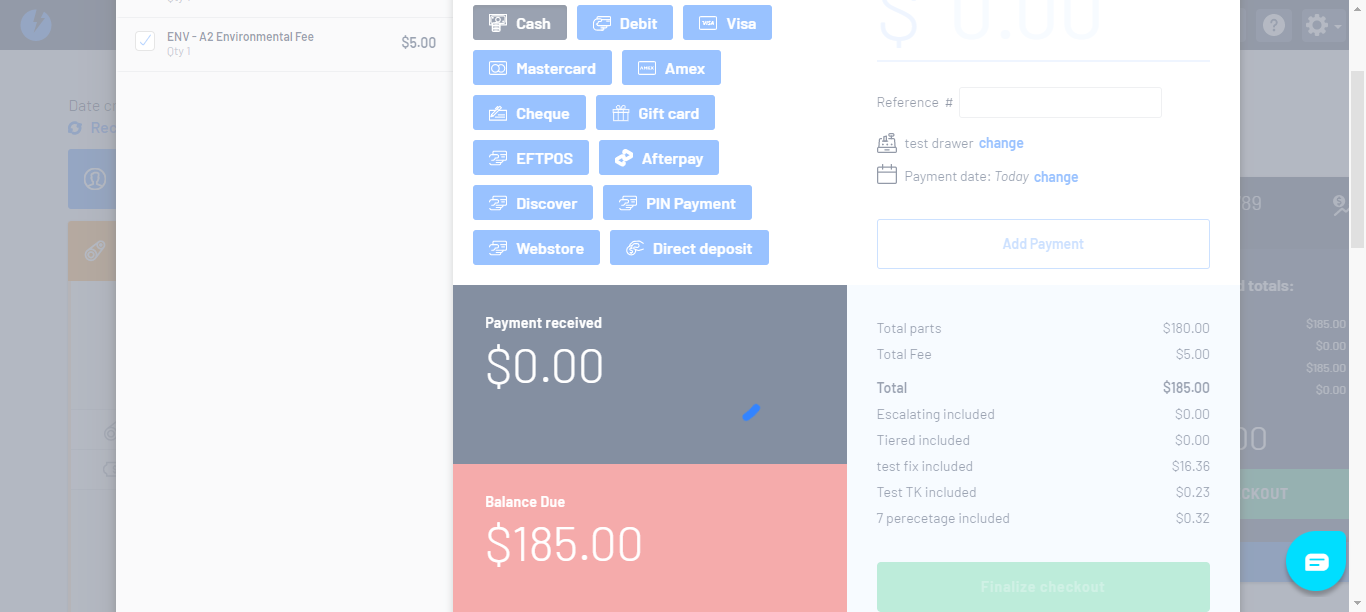 Qty 1
ENV - A2 Environmental Fee
$5.00
Qty 1
Date cr
Rec
Cash
Debit
Visa
Mastercard
Amex
Cheque
Gift card
EFTPOS
Afterpay
Discover
PIN Payment
Webstore
Direct deposit
$0.00
Reference #
test drawer change
Payment date: Today change
Add Payment
Payment received
$0.00
Balance Due
$185.00
Total parts $180.00
Total Fee $5.00
Total $185.00
Escalating included $0.00
Tiered included $0.00
test fix included $16.36
Test TK included $0.23
7 perecetage included $0.32
Finalize checkout
89
d totals:
$185.00
$0.00
$185.00
$0.00
00
CKOUT